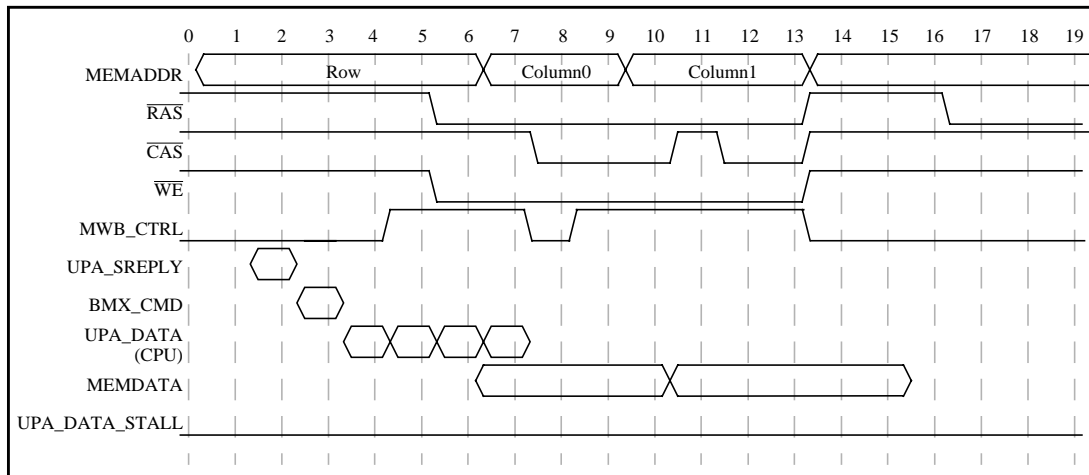 0 1 2 3 4 5 6 7 8 9 10 11 12 13 14 15 16 17 18 19
MEMADDR Row Column0 Column1
RAS
CAS
WE
MWB_CTRL
UPA_SREPLY
BMX_CMD
UPA_DATA
(CPU)
MEMDATA
UPA_DATA_STALL